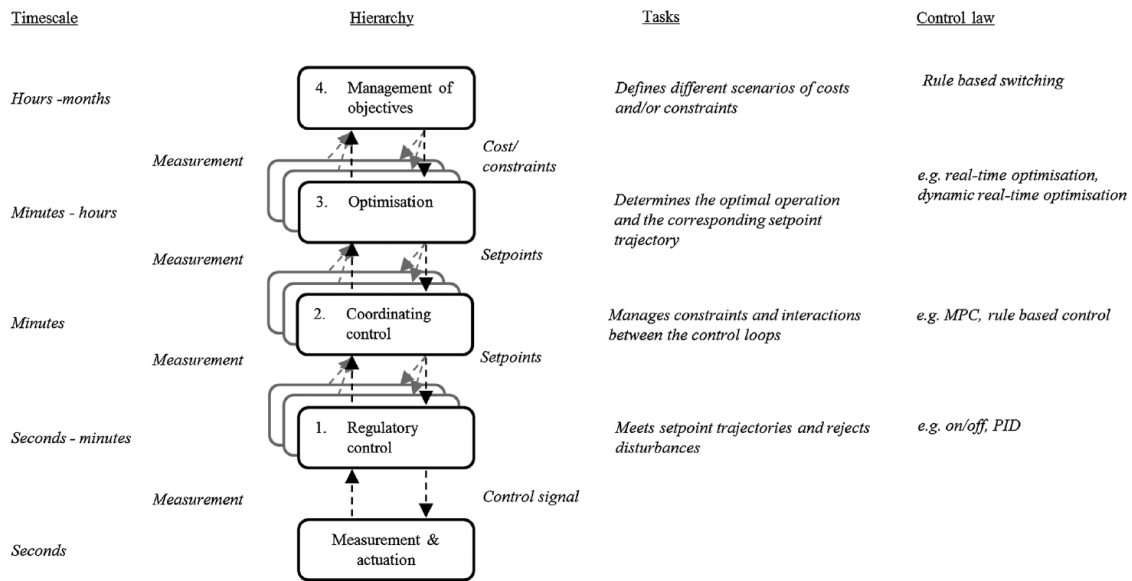 Timescale
Hierarchy
Tasks
Control law
Hours -months
4. Management of
objectives
Defines different scenarios of costs
and/or constraints
Rule based switching
Measurement
Cost/
constraints
Minutes - hours
3. Optimisation
Determines the optimal operation
and the corresponding setpoint
trajectory
e.g. real-time optimisation,
dynamic real-time optimisation
Measurement
Setpoints
Minutes
2. Coordinating
control
Manages constraints and interactions
between the control loops
e.g. MPC, rule based control
Measurement
Setpoints
Seconds - minutes
1. Regulatory
control
Meets setpoint trajectories and rejects
disturbances
e.g. on/off, PID
Measurement
Control signal
Seconds
Measurement &
actuation